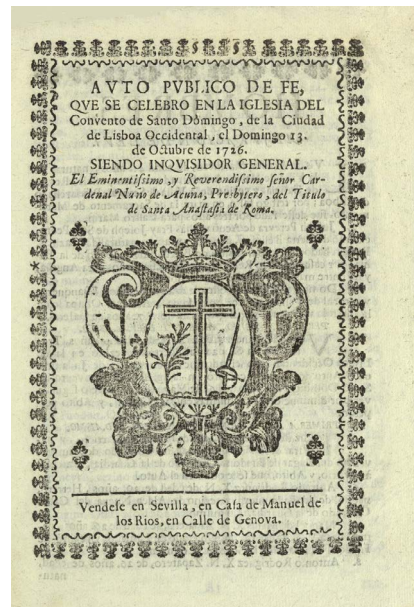 AVTO PVBLICO DE FE,
QVE SE CELEBRO EN LA IGLESIA DEL
Convento de Santo Domingo, de la Ciudad
de Lisboa Occidental, el Domingo 13.
de Octubre de 1726.
SIENDO INQVISIDOR GENERAL.
El Eminentiſsimo, y Reverendiſsimo ſeñor Car-
denal Nuño de Acuña, Presbytero, del Titulo
de Santa Anaſtaſia de Roma.
Vendeſe en Sevilla, en Caſa de Manuel de
los Rios, en Calle de Genova.